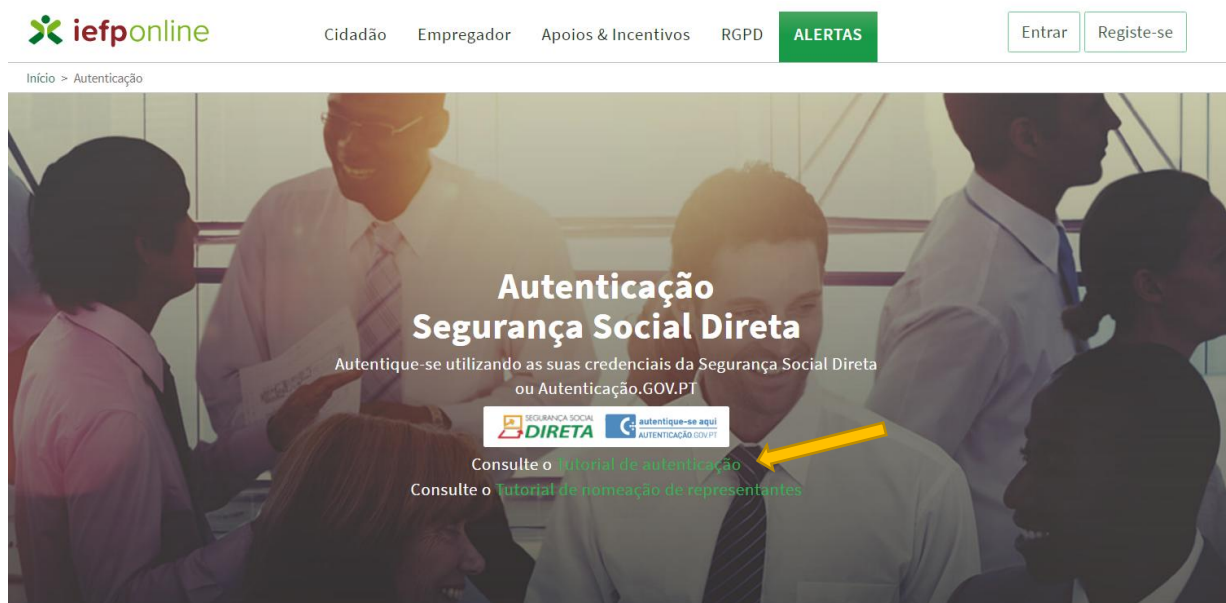 iefponline
Cidadão Empregador Apoios & Incentivos RGPD ALERTAS
Entrar Registe-se
Início > Autenticação
Autenticação
Segurança Social Direta
Autentique-se utilizando as suas credenciais da Segurança Social Direta
ou Autenticação.GOV.PT
SEGURANÇA SOCIAL
DIRETA
autentique-se aqui
AUTENTICAÇÃO.GOV.PT
Consulte o Tutorial de autenticação
Consulte o Tutorial de nomeação de representantes